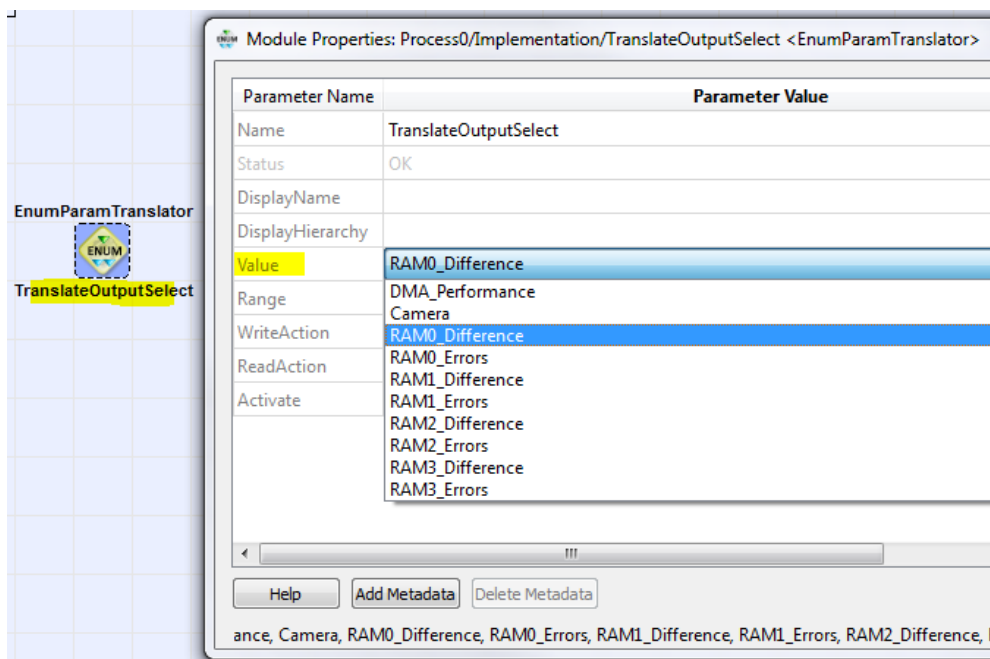 Module Properties: Process0/Implementation/TranslateOutputSelect <EnumParamTranslator>
EnumParamTranslator
ENUM
TranslateOutputSelect
Parameter Name Parameter Value
Name TranslateOutputSelect
Status OK
DisplayName
DisplayHierarchy
Value RAM0_Difference
Range
WriteAction
ReadAction
Activate
DMA_Performance
Camera
RAM0_Difference
RAM0_Errors
RAM1_Difference
RAM1_Errors
RAM2_Difference
RAM2_Errors
RAM3_Difference
RAM3_Errors
Help Add Metadata Delete Metadata
ance, Camera, RAM0_Difference, RAM0_Errors, RAM1_Difference, RAM1_Errors, RAM2_Difference,